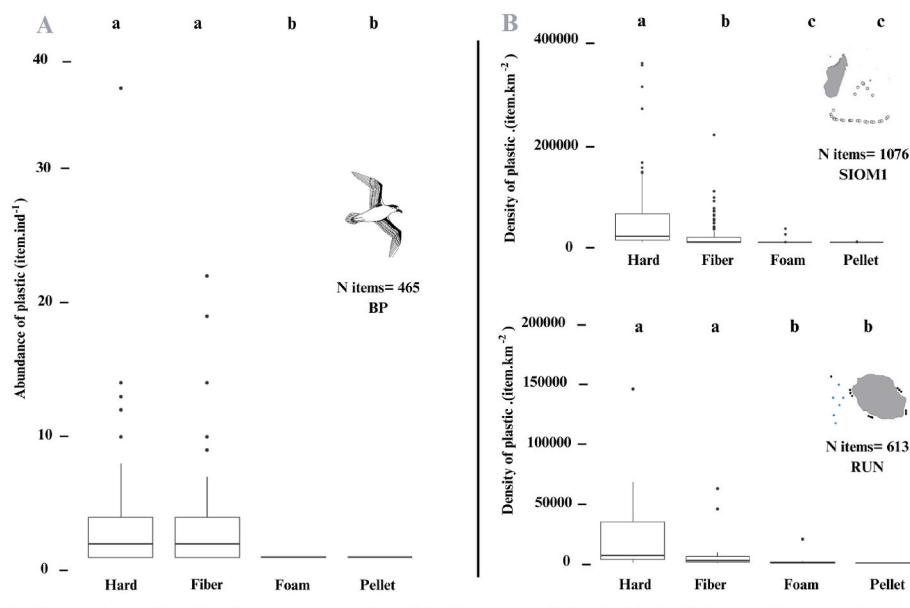 A
a a b b
40
30
20
10
0
Abundance of plastic (item.ind-1)
N items= 465
BP
Hard Fiber Foam Pellet
B
a b c c
400000
200000
0
Density of plastic .(item.km-2 )
N items= 1076
SIOM1
Hard Fiber Foam Pellet
a a b b
200000
150000
100000
50000
0
Density of plastic .(item.km-2 )
N items= 613
RUN
Hard Fiber Foam Pellet